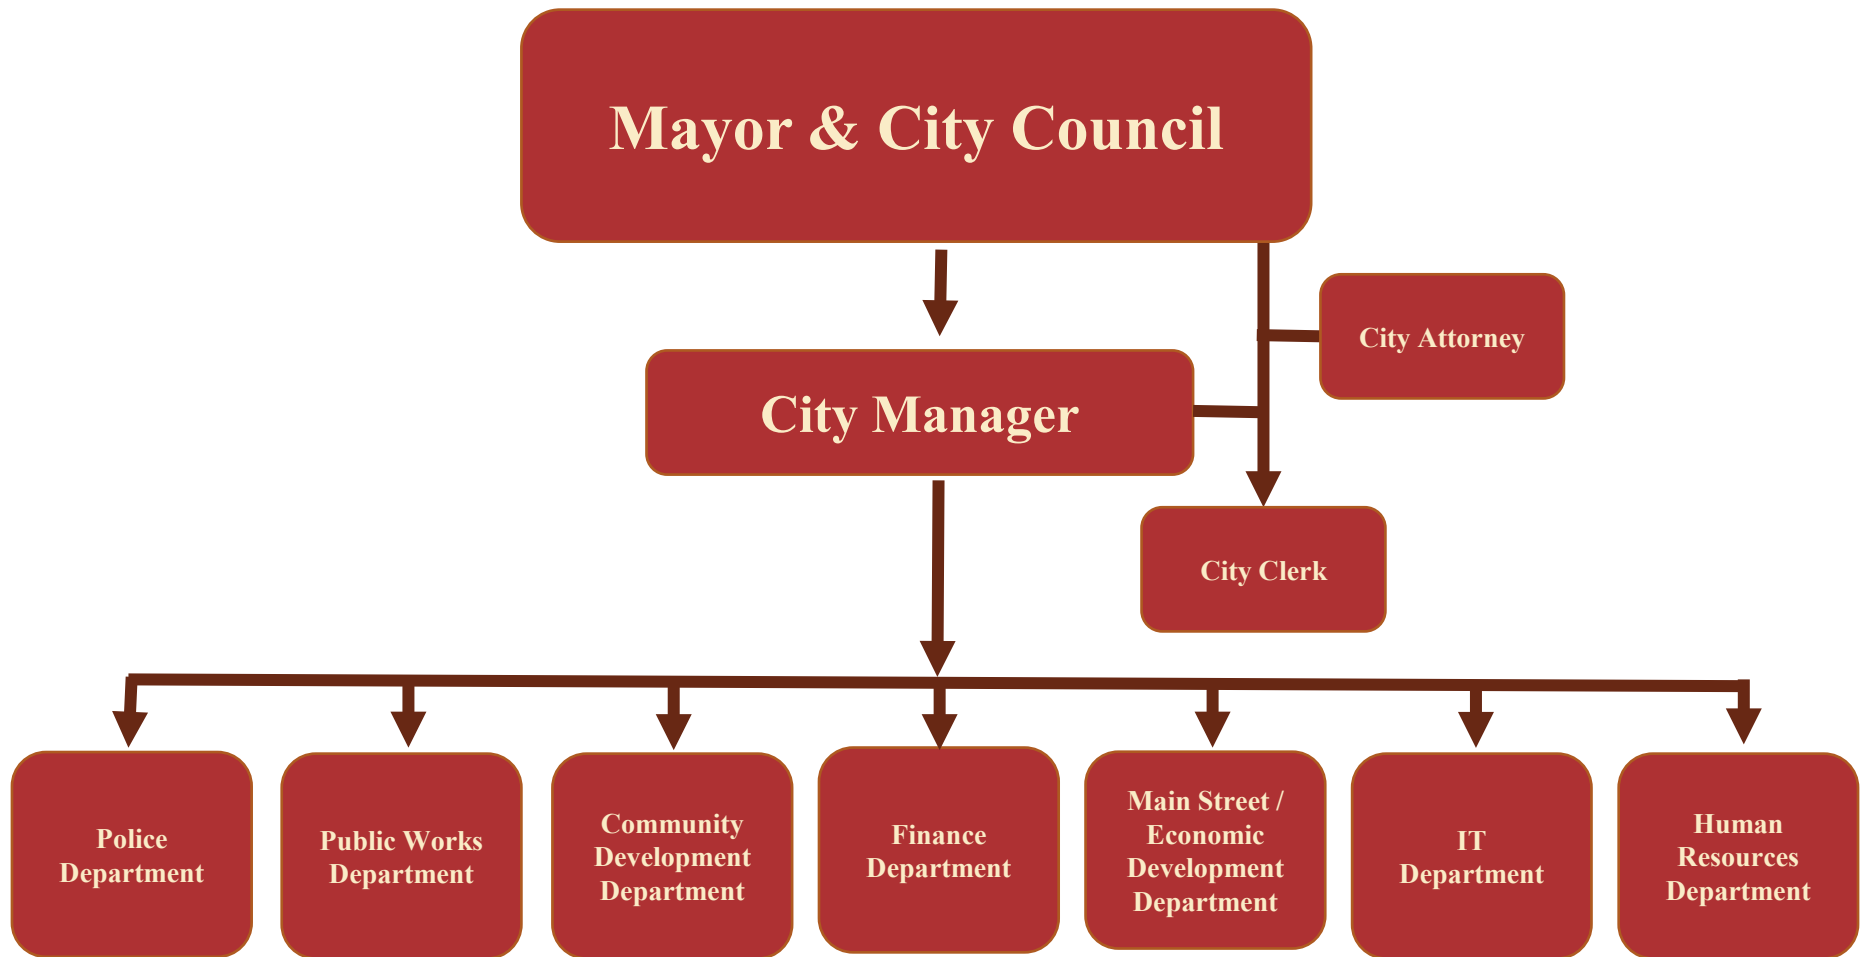 Mayor & City Council
City Attorney
City Manager
City Clerk
Police
Department
Public Works
Department
Community
Development
Department
Finance
Department
Main Street /
Economic
Development
Department
IT
Department
Human
Resources
Department